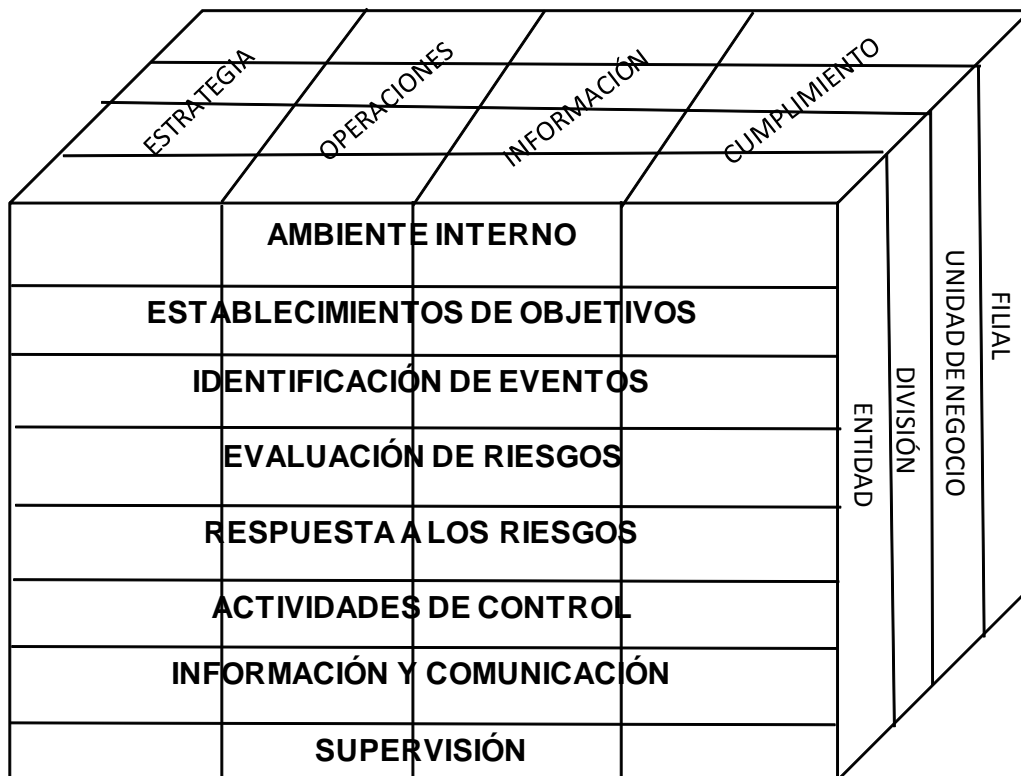 ESTRATEGIA
OPERACIONES
INFORMACIÓN
CUMPLIMIENTO
AMBIENTE INTERNO
ESTABLECIMIENTOS DE OBJETIVOS
IDENTIFICACIÓN DE EVENTOS
EVALUACIÓN DE RIESGOS
RESPUESTA A LOS RIESGOS
ACTIVIDADES DE CONTROL
INFORMACIÓN Y COMUNICACIÓN
SUPERVISIÓN
ENTIDAD
DIVISIÓN
UNIDAD DE NEGOCIO
FILIAL